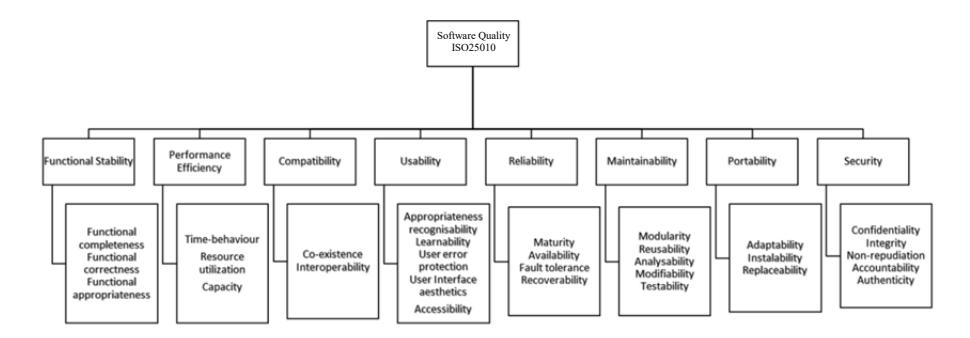 Software Quality
ISO25010
Functional Stability
Performance
Efficiency
Compatibility
Usability
Reliability
Maintainability
Portability
Security
Functional
completeness
Functional
correctness
Functional
appropriateness
Time-behaviour
Resource
utilization
Capacity
Co-existence
Interoperability
Appropriateness
recognisability
Learnability
User error
protection
User Interface
aesthetics
Accessibility
Maturity
Availability
Fault tolerance
Recoverability
Modularity
Reusability
Analysability
Modifiability
Testability
Adaptability
Instalability
Replaceability
Confidentiality
Integrity
Non-repudiation
Accountability
Authenticity